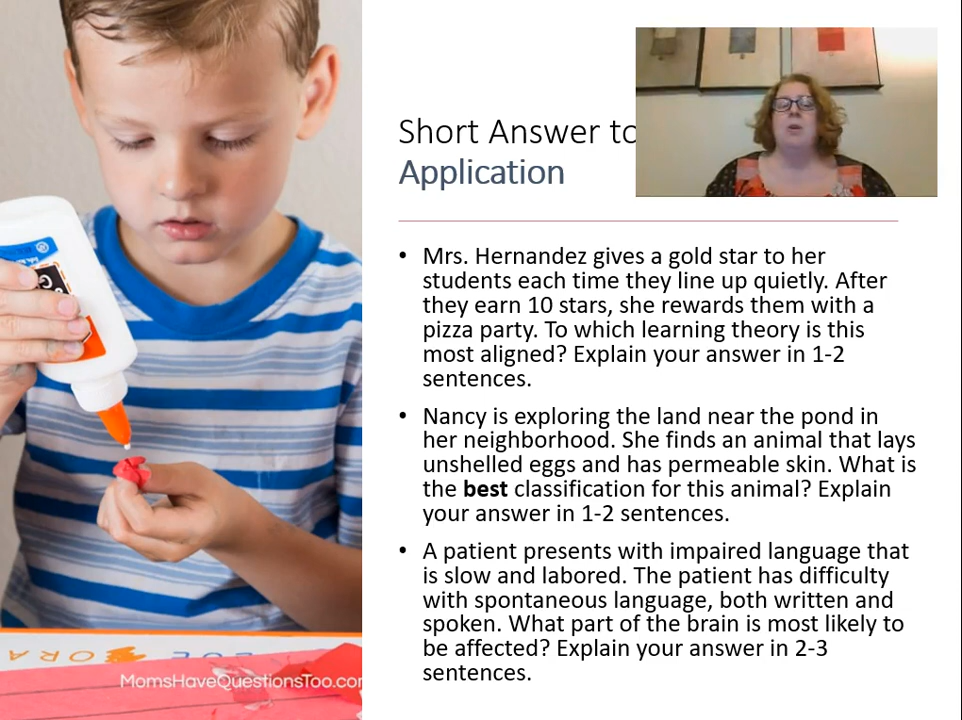 Short Answer to
Application
• Mrs. Hernandez gives a gold star to her
students each time they line up quietly. After
they earn 10 stars, she rewards them with a
pizza party. To which learning theory is this
most aligned? Explain your answer in 1-2
sentences.
• Nancy is exploring the land near the pond in
her neighborhood. She finds an animal that lays
unshelled eggs and has permeable skin. What is
the best classification for this animal? Explain
your answer in 1-2 sentences.
• A patient presents with impaired language that
is slow and labored. The patient has difficulty
with spontaneous language, both written and
spoken. What part of the brain is most likely to
be affected? Explain your answer in 2-3
sentences.
MomsHaveQuestionsToo.com